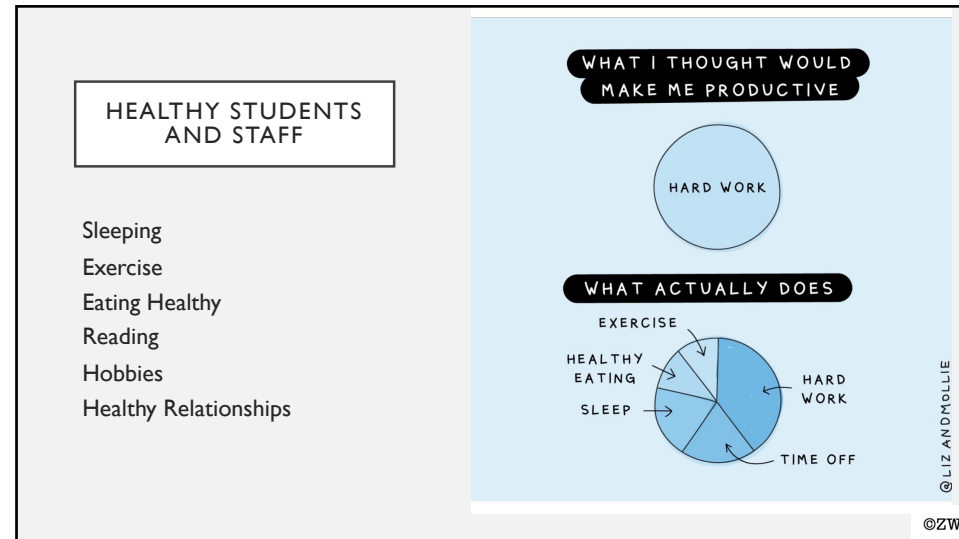 HEALTHY STUDENTS
AND STAFF
Sleeping
Exercise
Eating Healthy
Reading
Hobbies
Healthy Relationships
WHAT I THOUGHT WOULD
MAKE ME PRODUCTIVE
HARD WORK
WHAT ACTUALLY DOES
EXERCISE
HEALTHY
EATING
SLEEP
HARD
WORK
TIME OFF
@LIZANDMOLLIE
©ZW